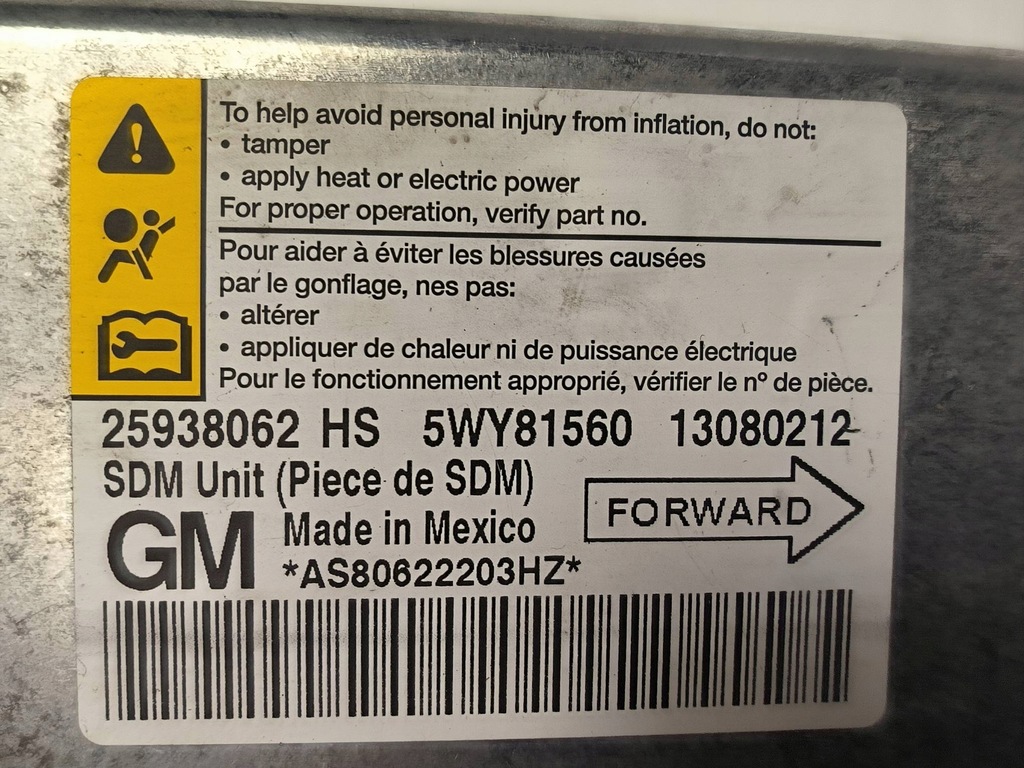 To help avoid personal injury from inflation, do not:
• tamper
• apply heat or electric power
For proper operation, verify part no.
Pour aider à éviter les blessures causées
par le gonflage, nes pas:
• altérer
• appliquer de chaleur ni de puissance électrique
Pour le fonctionnement approprié, vérifier le nº de pièce.
25938062 HS 5WY81560 13080212
SDM Unit (Piece de SDM)
FORWARD
GM Made in Mexico
*AS80622203HZ*